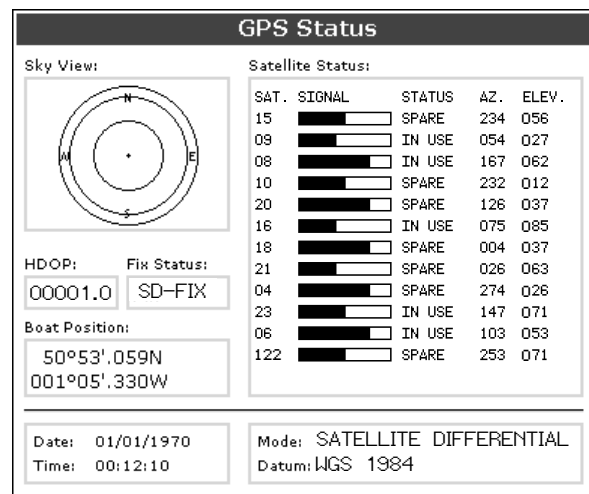 GPS Status
Sky View:
N
W E
S
HDOP: Fix Status:
00001.0 SD-FIX
Boat Position:
50°53'.059N
001°05'.330W
Satellite Status:
SAT. SIGNAL STATUS AZ. ELEV.
15 SPARE 234 056
09 IN USE 054 027
08 IN USE 167 062
10 SPARE 232 012
20 SPARE 126 037
16 IN USE 075 085
18 SPARE 004 037
21 SPARE 026 063
04 SPARE 274 026
23 IN USE 147 071
06 IN USE 103 053
122 SPARE 253 071
Date: 01/01/1970
Time: 00:12:10
Mode: SATELLITE DIFFERENTIAL
Datum: WGS 1984